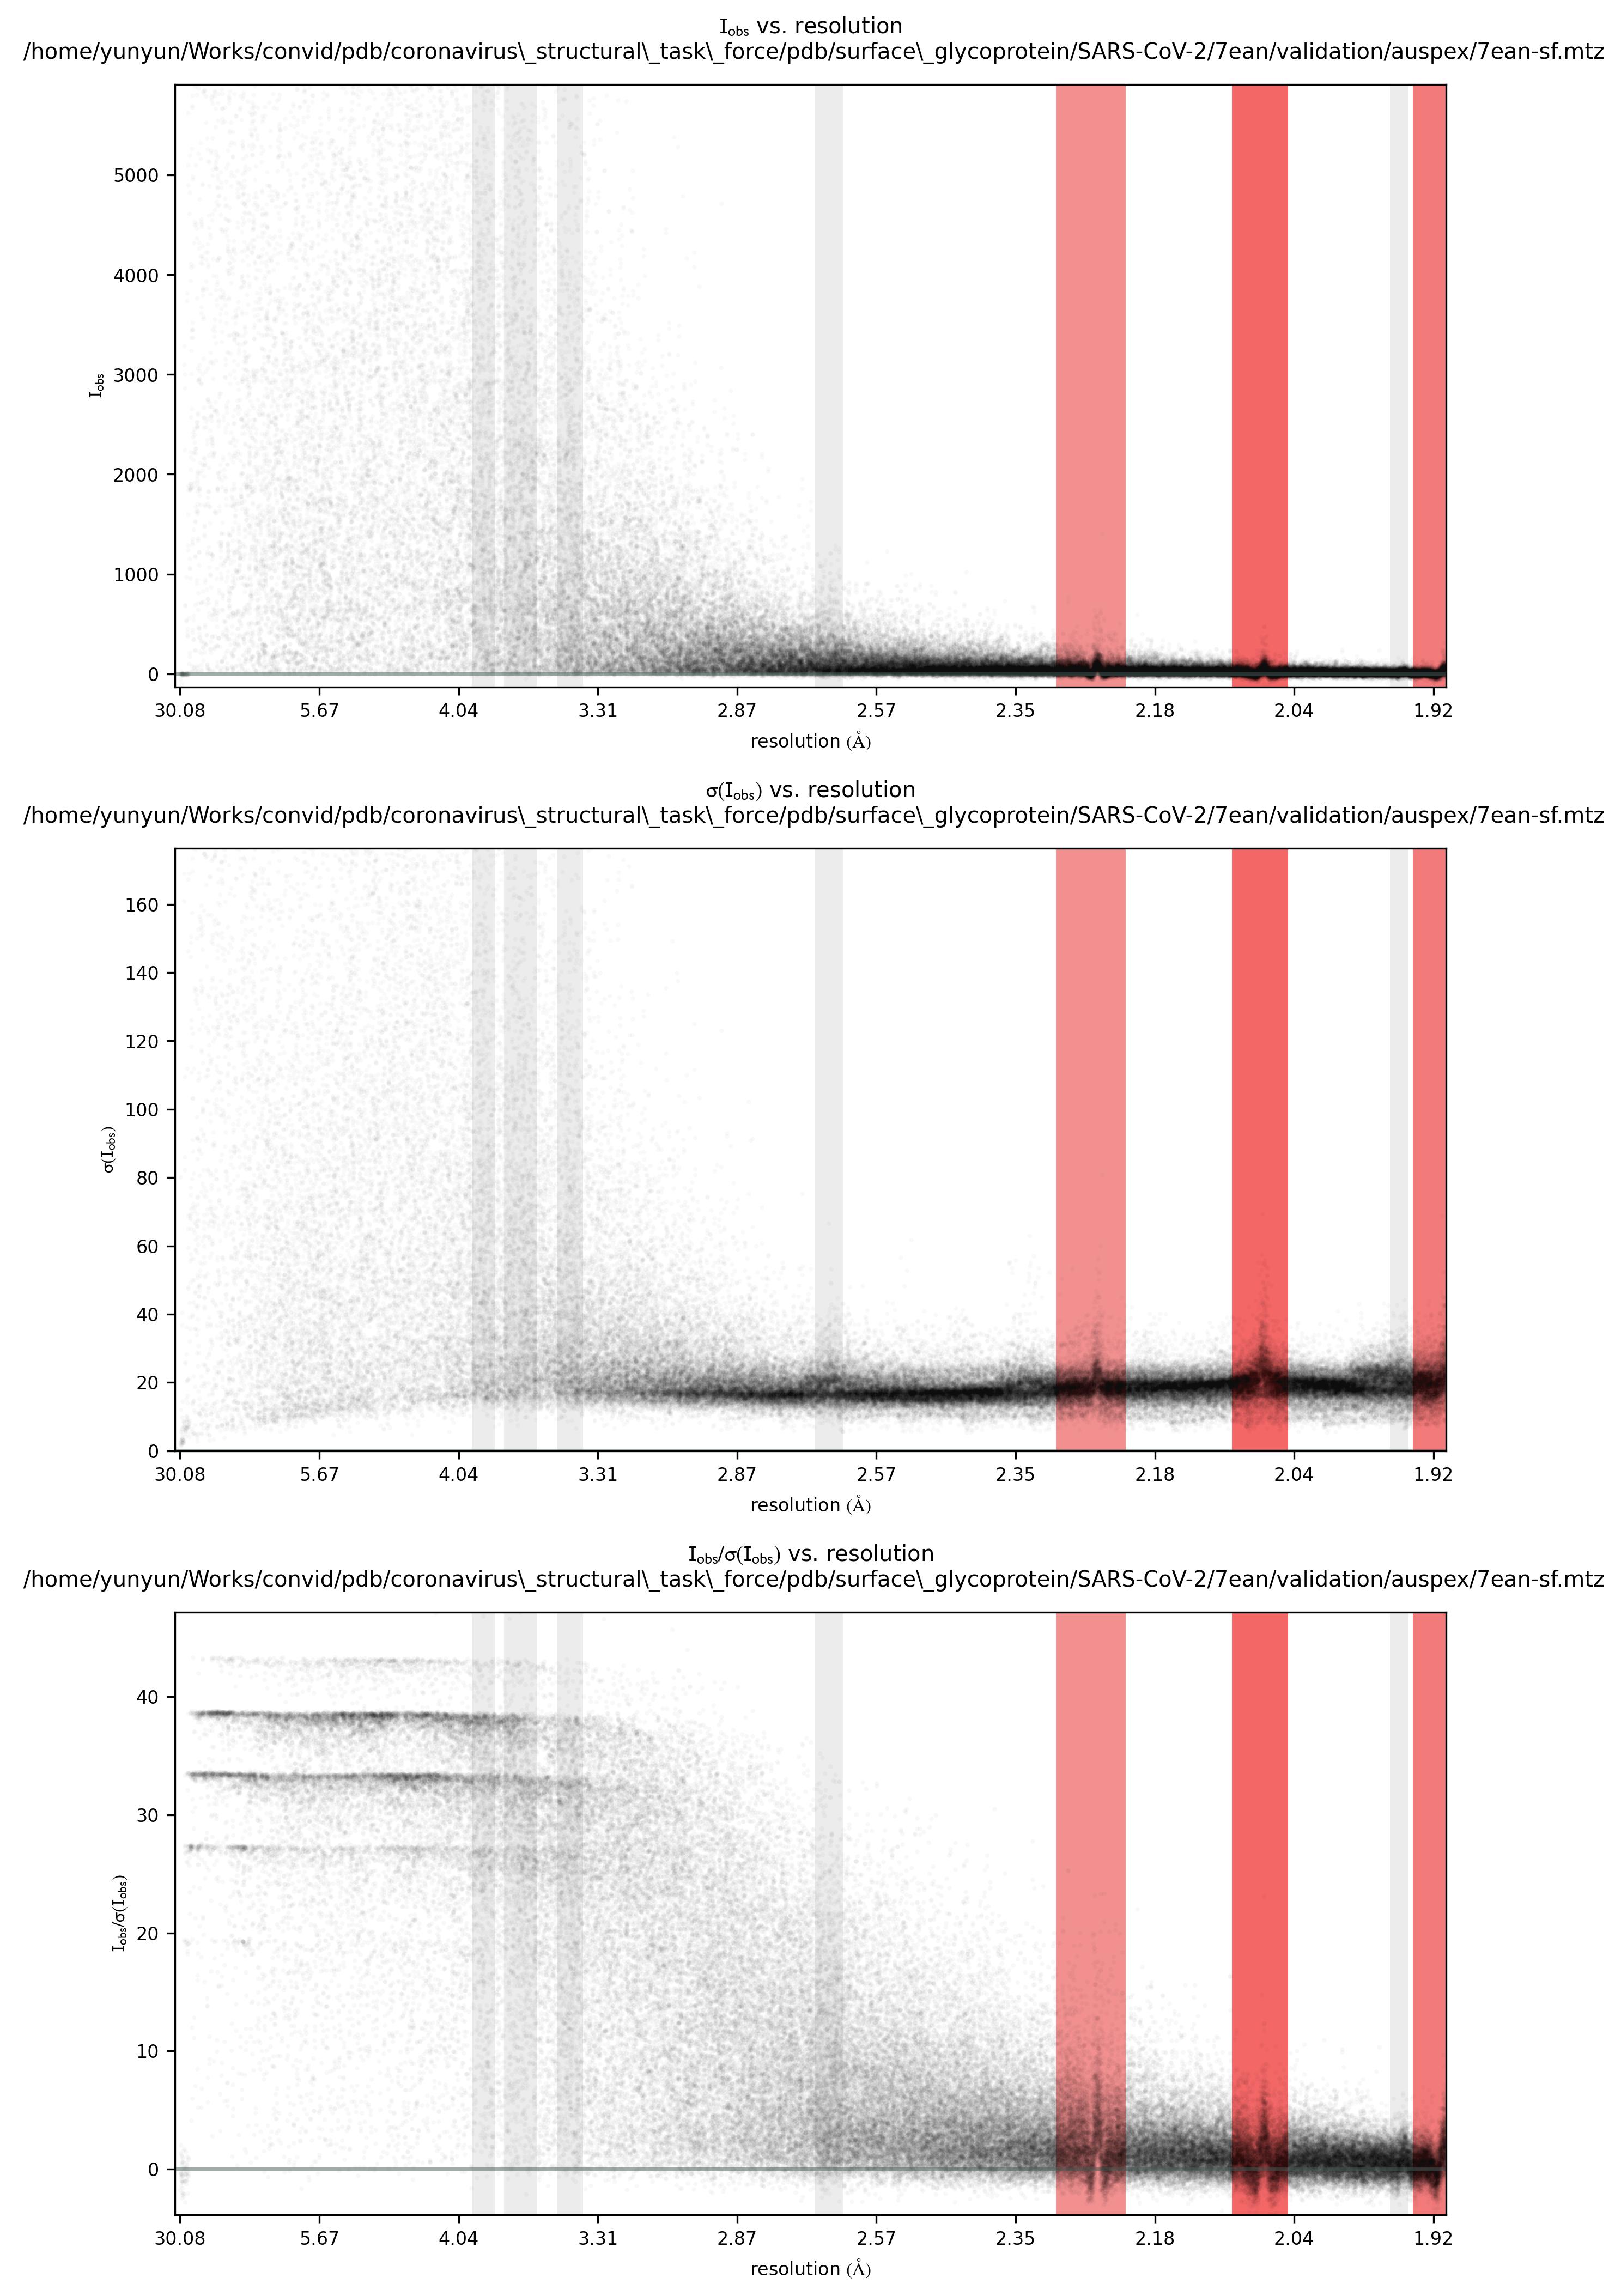 I_obs vs. resolution
/home/yunyun/Works/convid/pdb/coronavirus\_structural\_task\_force/pdb/surface\_glycoprotein/SARS-CoV-2/7ean/validation/auspex/7ean-sf.mtz
I_obs
5000
4000
3000
2000
1000
0
30.08 5.67 4.04 3.31 2.87 2.57 2.35 2.18 2.04 1.92
resolution (Å)
σ(I_obs) vs. resolution
/home/yunyun/Works/convid/pdb/coronavirus\_structural\_task\_force/pdb/surface\_glycoprotein/SARS-CoV-2/7ean/validation/auspex/7ean-sf.mtz
σ(I_obs)
160
140
120
100
80
60
40
20
0
30.08 5.67 4.04 3.31 2.87 2.57 2.35 2.18 2.04 1.92
resolution (Å)
I_obs/σ(I_obs) vs. resolution
/home/yunyun/Works/convid/pdb/coronavirus\_structural\_task\_force/pdb/surface\_glycoprotein/SARS-CoV-2/7ean/validation/auspex/7ean-sf.mtz
I_obs/σ(I_obs)
40
30
20
10
0
30.08 5.67 4.04 3.31 2.87 2.57 2.35 2.18 2.04 1.92
resolution (Å)